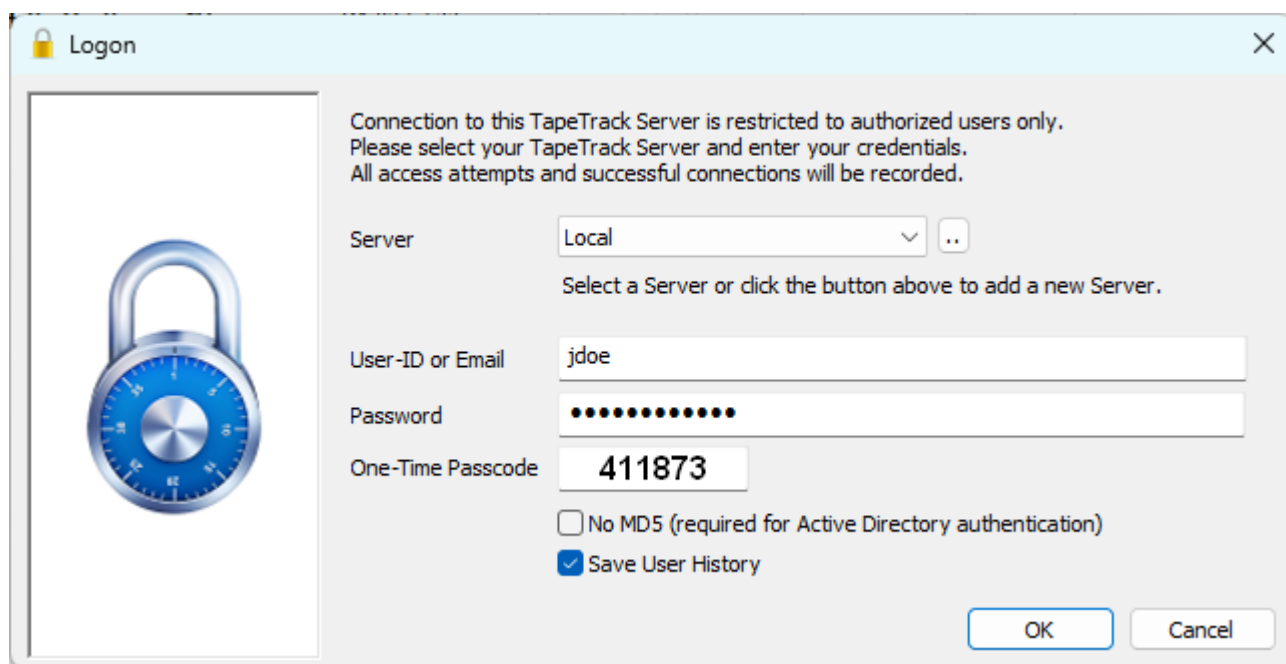 Logon
Connection to this TapeTrack Server is restricted to authorized users only.
Please select your TapeTrack Server and enter your credentials.
All access attempts and successful connections will be recorded.
Server Local ..
Select a Server or click the button above to add a new Server.
User-ID or Email jdoe
Password ●●●●●●●●●●●●
One-Time Passcode 411873
No MD5 (required for Active Directory authentication)
Save User History
OK Cancel